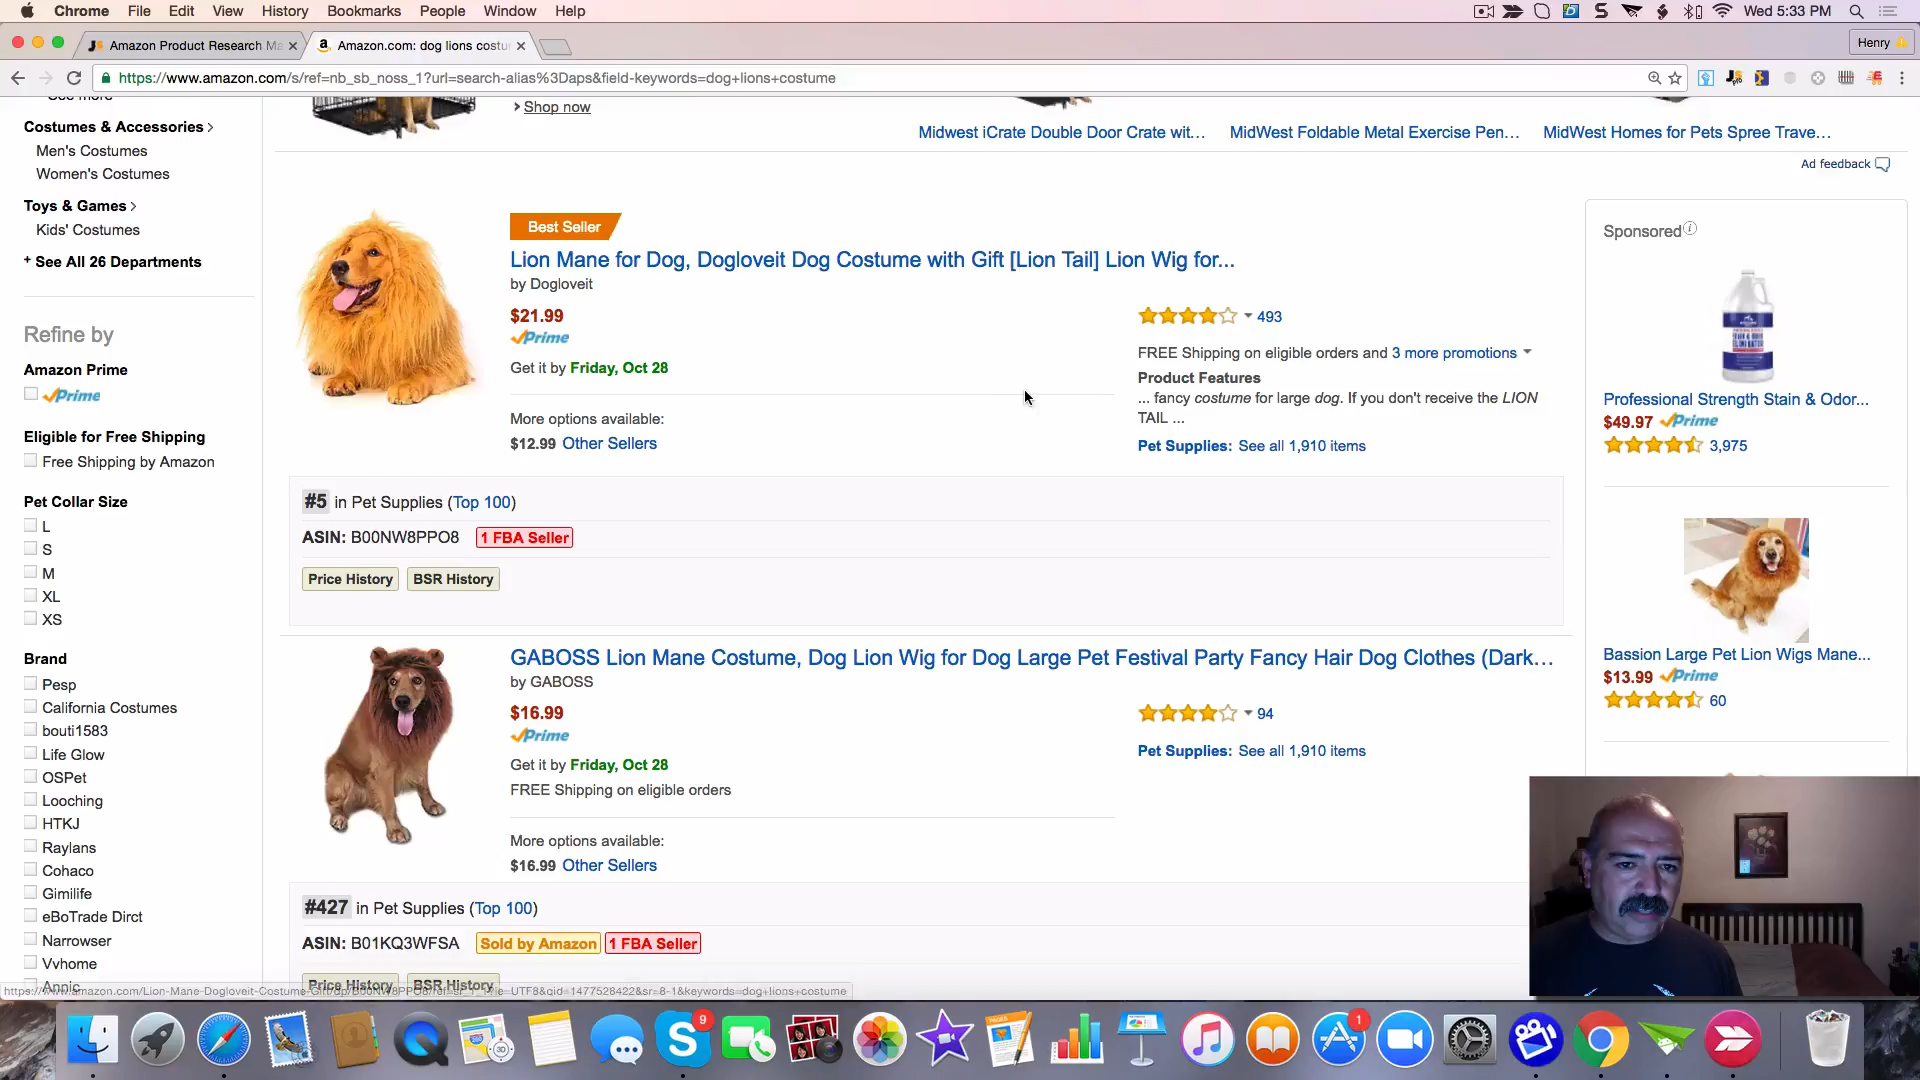 Chrome File Edit View History Bookmarks People Window Help
Wed 5:33 PM
Amazon Product Research Ma
Amazon.com: dog lions costu
Henry
https://www.amazon.com/s/ref=nb_sb_noss_1?url=search-alias%3Daps&field-keywords=dog+lions+costume
See more
Costumes & Accessories
Men's Costumes
Women's Costumes
Toys & Games
Kids' Costumes
+ See All 26 Departments
Refine by
Amazon Prime
Prime
Eligible for Free Shipping
Free Shipping by Amazon
Pet Collar Size
L
S
M
XL
XS
Brand
Pesp
California Costumes
bouti1583
Life Glow
OSPet
Looching
HTKJ
Raylans
Cohaco
Gimilife
eBoTrade Dirct
Narrowser
Vvhome
Annic
Shop now
Midwest iCrate Double Door Crate wit...
MidWest Foldable Metal Exercise Pen...
MidWest Homes for Pets Spree Trave...
Ad feedback
Best Seller
Lion Mane for Dog, Dogloveit Dog Costume with Gift [Lion Tail] Lion Wig for...
by Dogloveit
$21.99
Prime
Get it by Friday, Oct 28
More options available:
$12.99 Other Sellers
493
FREE Shipping on eligible orders and 3 more promotions
Product Features
... fancy costume for large dog. If you don't receive the LION
TAIL ...
Pet Supplies: See all 1,910 items
#5 in Pet Supplies (Top 100)
ASIN: B00NW8PPO8 1 FBA Seller
Price History BSR History
GABOSS Lion Mane Costume, Dog Lion Wig for Dog Large Pet Festival Party Fancy Hair Dog Clothes (Dark...
by GABOSS
$16.99
Prime
Get it by Friday, Oct 28
FREE Shipping on eligible orders
More options available:
$16.99 Other Sellers
94
Pet Supplies: See all 1,910 items
#427 in Pet Supplies (Top 100)
ASIN: B01KQ3WFSA Sold by Amazon 1 FBA Seller
Price History BSR History
Sponsored
Professional Strength Stain & Odor...
$49.97 Prime
3,975
Bassion Large Pet Lion Wigs Mane...
$13.99 Prime
60
9
1